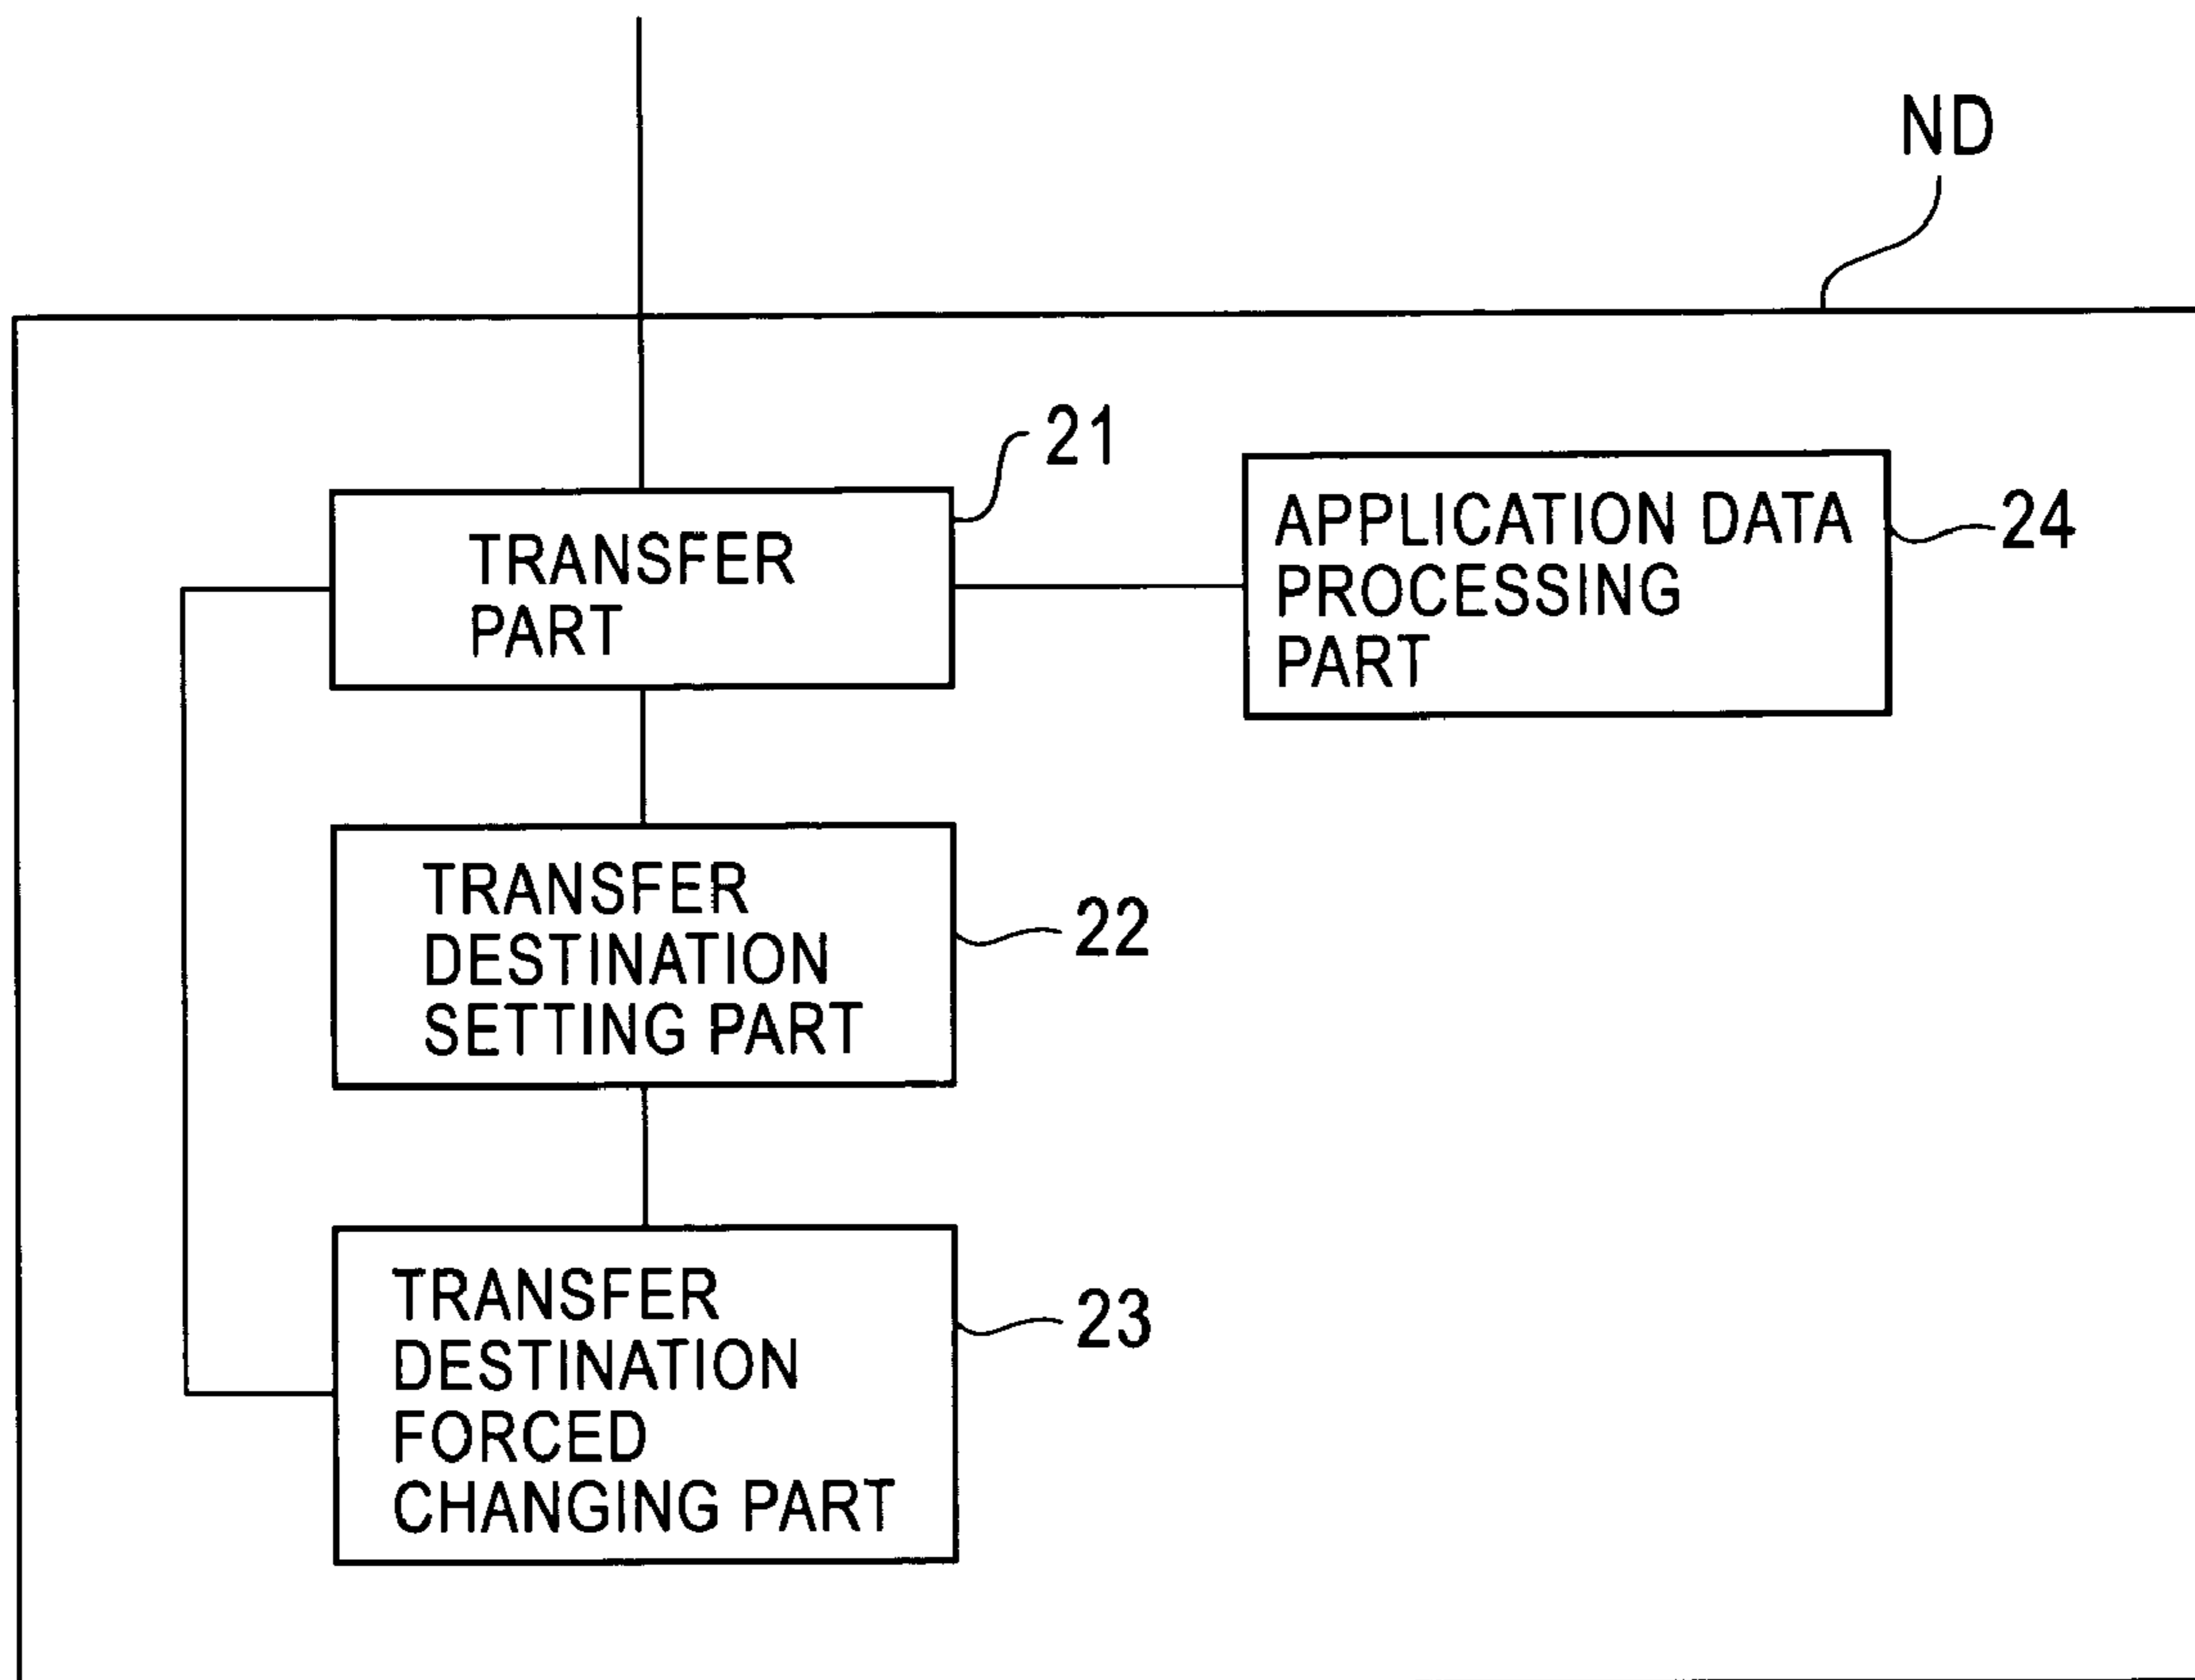 ND
21
TRANSFER
PART
APPLICATION DATA
PROCESSING
PART
24
TRANSFER
DESTINATION
SETTING PART
22
TRANSFER
DESTINATION
FORCED
CHANGING PART
23